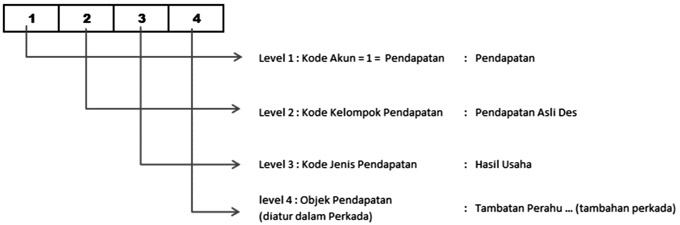 1 2 3 4
Level 1 : Kode Akun = 1 = Pendapatan : Pendapatan
Level 2 : Kode Kelompok Pendapatan : Pendapatan Asli Des
Level 3 : Kode Jenis Pendapatan : Hasil Usaha
level 4 : Objek Pendapatan : Tambatan Perahu ... (tambahan perkada)
(diatur dalam Perkada)